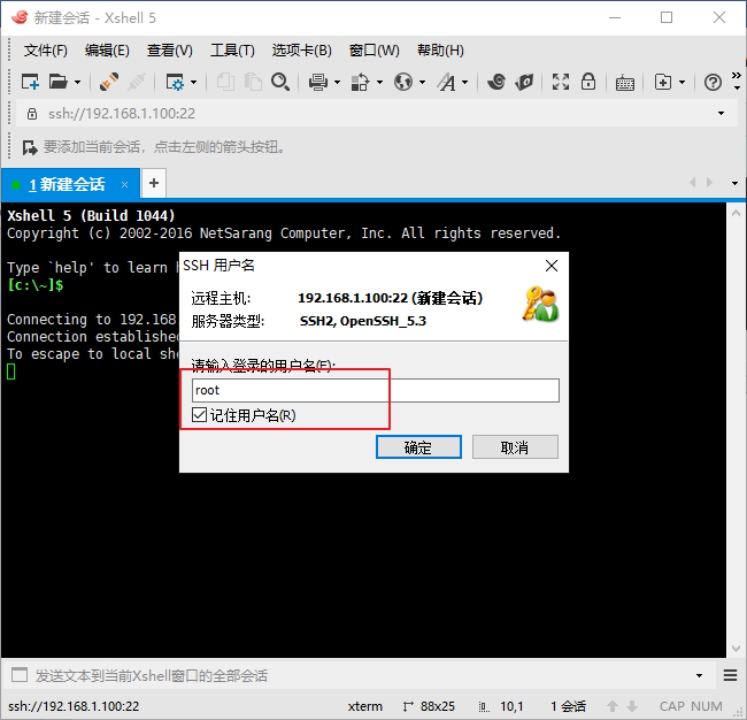 新建会话 - Xshell 5
文件(F) 编辑(E) 查看(V) 工具(T) 选项卡(B) 窗口(W) 帮助(H)
ssh://192.168.1.100:22
要添加当前会话，点击左侧的箭头按钮。
1 新建会话 × +
Xshell 5 (Build 1044)
Copyright (c) 2002-2016 NetSarang Computer, Inc. All rights reserved.
Type `help' to learn
[c:\~]$
Connecting to 192.168
Connection established
To escape to local she
SSH 用户名
远程主机: 192.168.1.100:22 (新建会话)
服务器类型: SSH2, OpenSSH_5.3
请输入登录的用户名(E):
root
记住用户名(R)
确定 取消
发送文本到当前Xshell窗口的全部会话
ssh://192.168.1.100:22 xterm 88x25 10,1 1 会话 CAP NUM